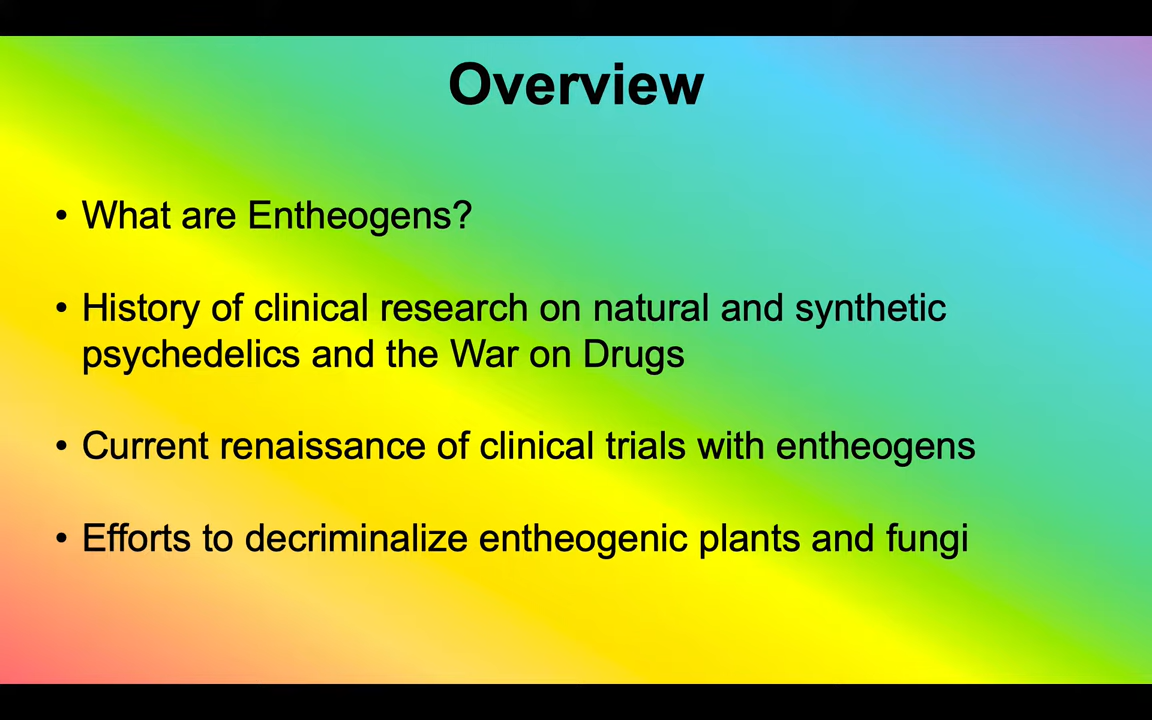 Overview
• What are Entheogens?
• History of clinical research on natural and synthetic
psychedelics and the War on Drugs
• Current renaissance of clinical trials with entheogens
• Efforts to decriminalize entheogenic plants and fungi